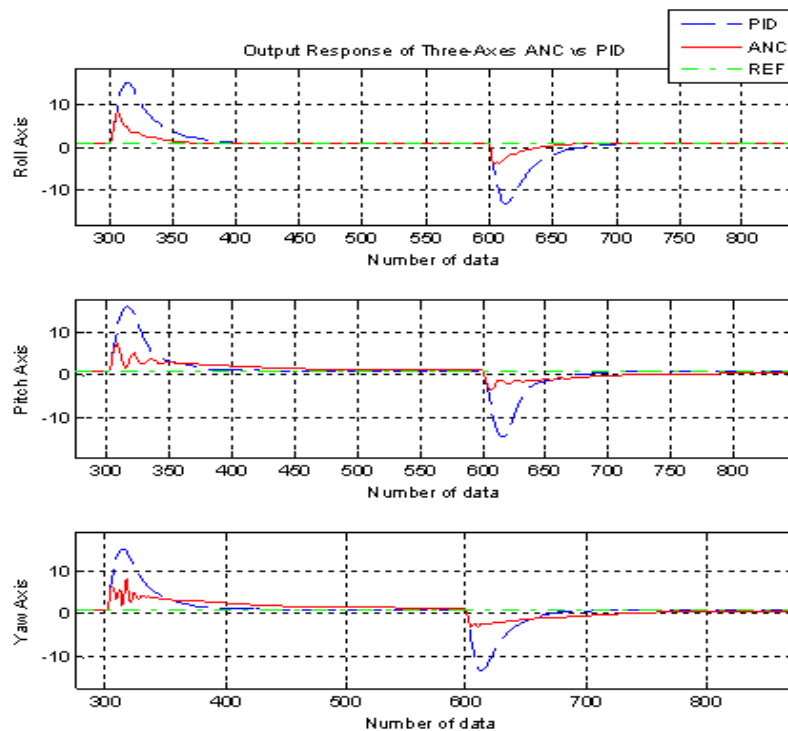 Output Response of Three-Axes ANC vs PID
PID
ANC
REF
Roll Axis
10
0
-10
300 350 400 450 500 550 600 650 700 750 800
Number of data
Pitch Axis
10
0
-10
300 350 400 450 500 550 600 650 700 750 800
Number of data
Yaw Axis
10
0
-10
300 400 500 600 700 800
Number of data